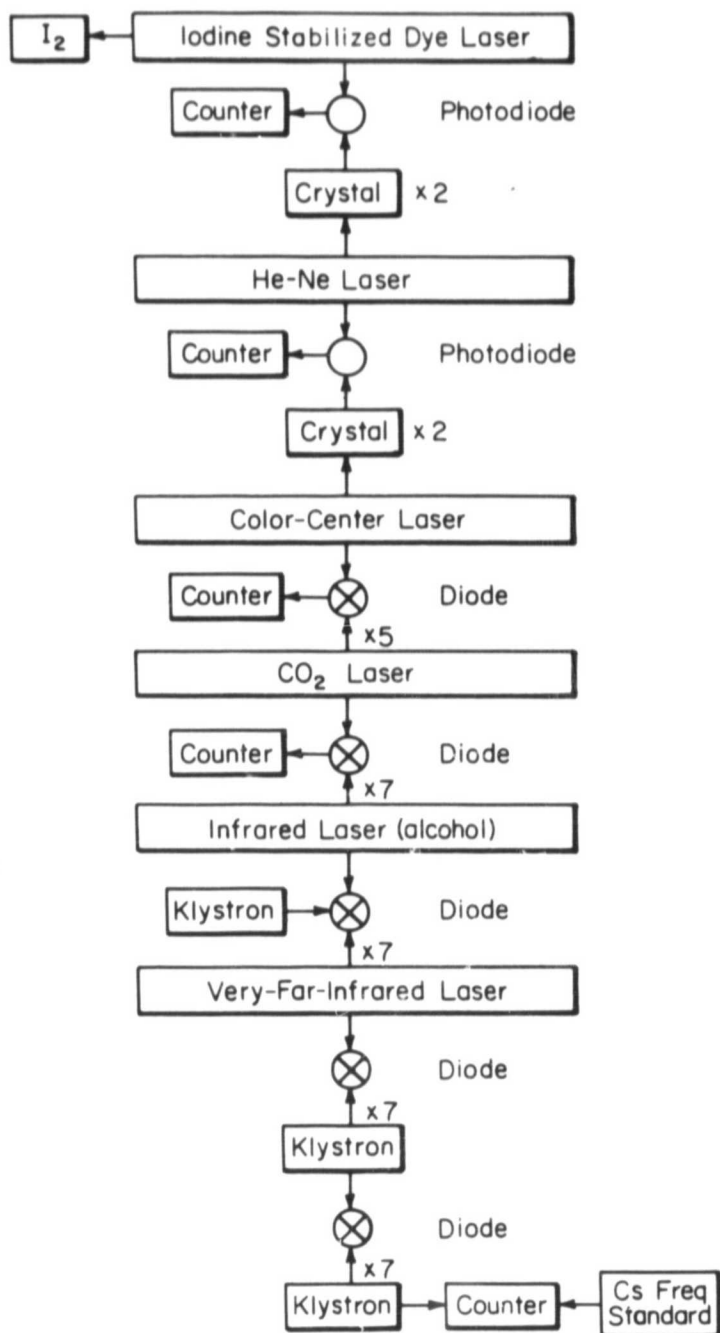 I₂
Iodine Stabilized Dye Laser
Counter
Photodiode
Crystal
x 2
He-Ne Laser
Counter
Photodiode
Crystal
x 2
Color-Center Laser
Counter
Diode
x5
CO₂ Laser
Counter
Diode
x7
Infrared Laser (alcohol)
Klystron
Diode
x7
Very-Far-Infrared Laser
Diode
x7
Klystron
Diode
x7
Klystron
Counter
Cs Freq
Standard